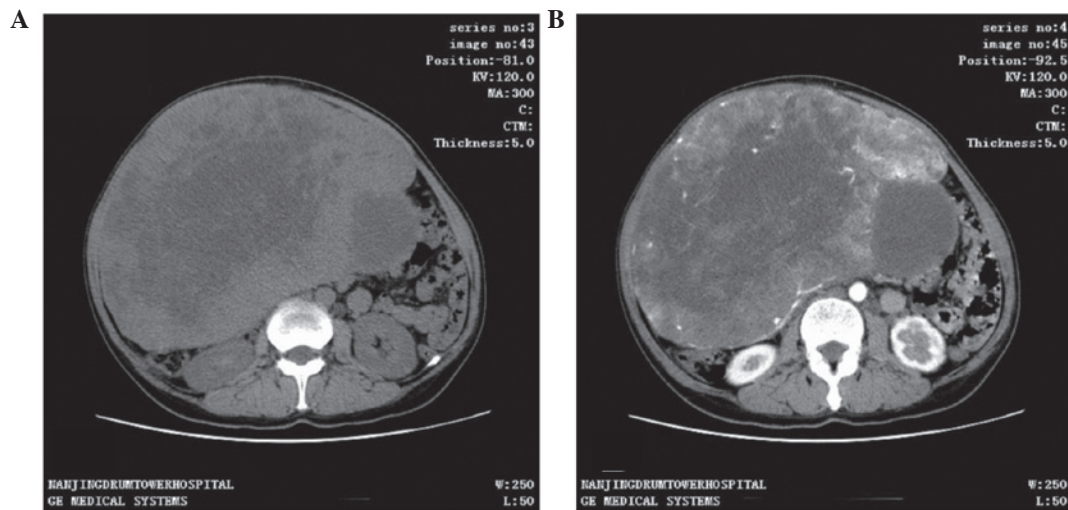 A
series no:3
image no:43
Position:-81.0
KV:120.0
MA:300
C:
CTM:
Thickness:5.0
NANJINGDRUMTOWERHOSPITAL
GE MEDICAL SYSTEMS
W:250
L:50
B
series no:4
image no:45
Position:-92.5
KV:120.0
MA:300
C:
CTM:
Thickness:5.0
NANJINGDRUMTOWERHOSPITAL
GE MEDICAL SYSTEMS
W:250
L:50